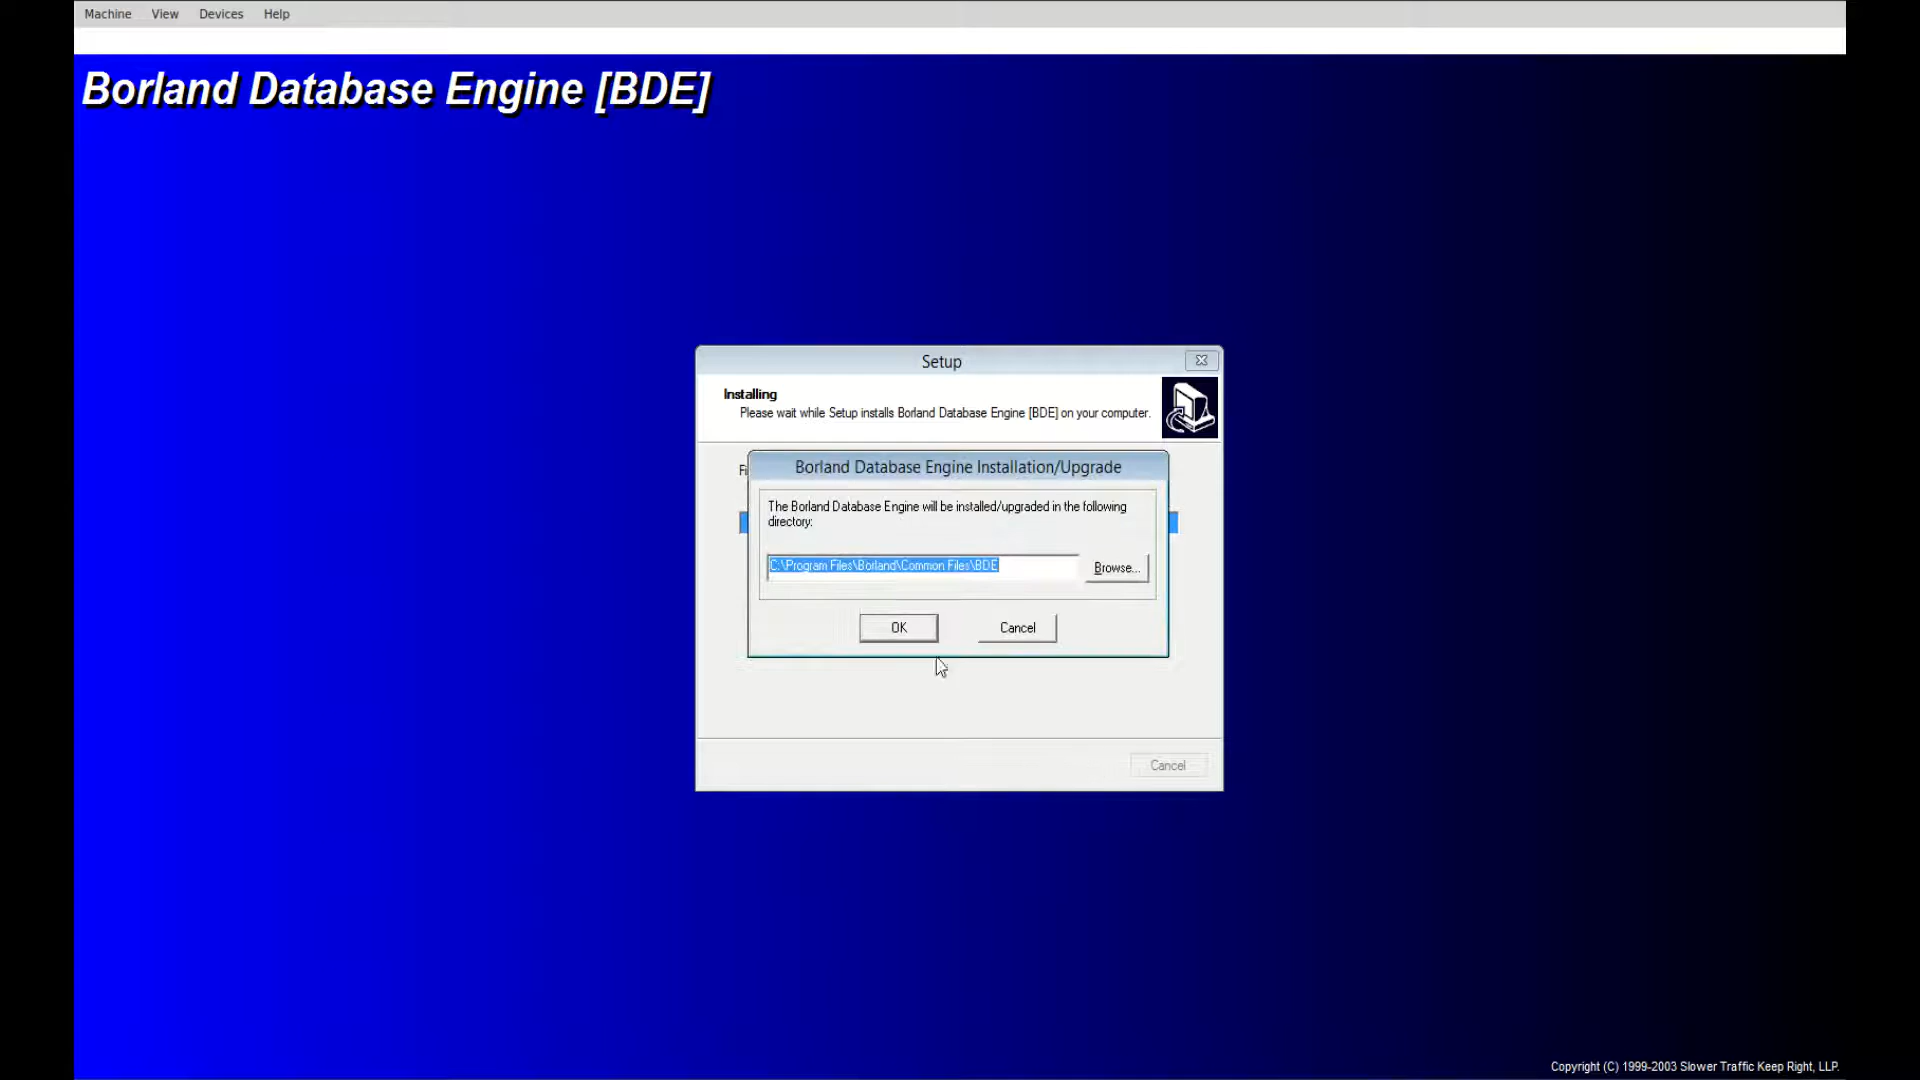 Machine View Devices Help
Borland Database Engine [BDE]
Setup
Installing
Please wait while Setup installs Borland Database Engine [BDE] on your computer.
Borland Database Engine Installation/Upgrade
The Borland Database Engine will be installed/upgraded in the following
directory:
C:\Program Files\Borland\Common Files\BDE
Browse...
OK Cancel
Cancel
Copyright (C) 1999-2003 Slower Traffic Keep Right, LLP.